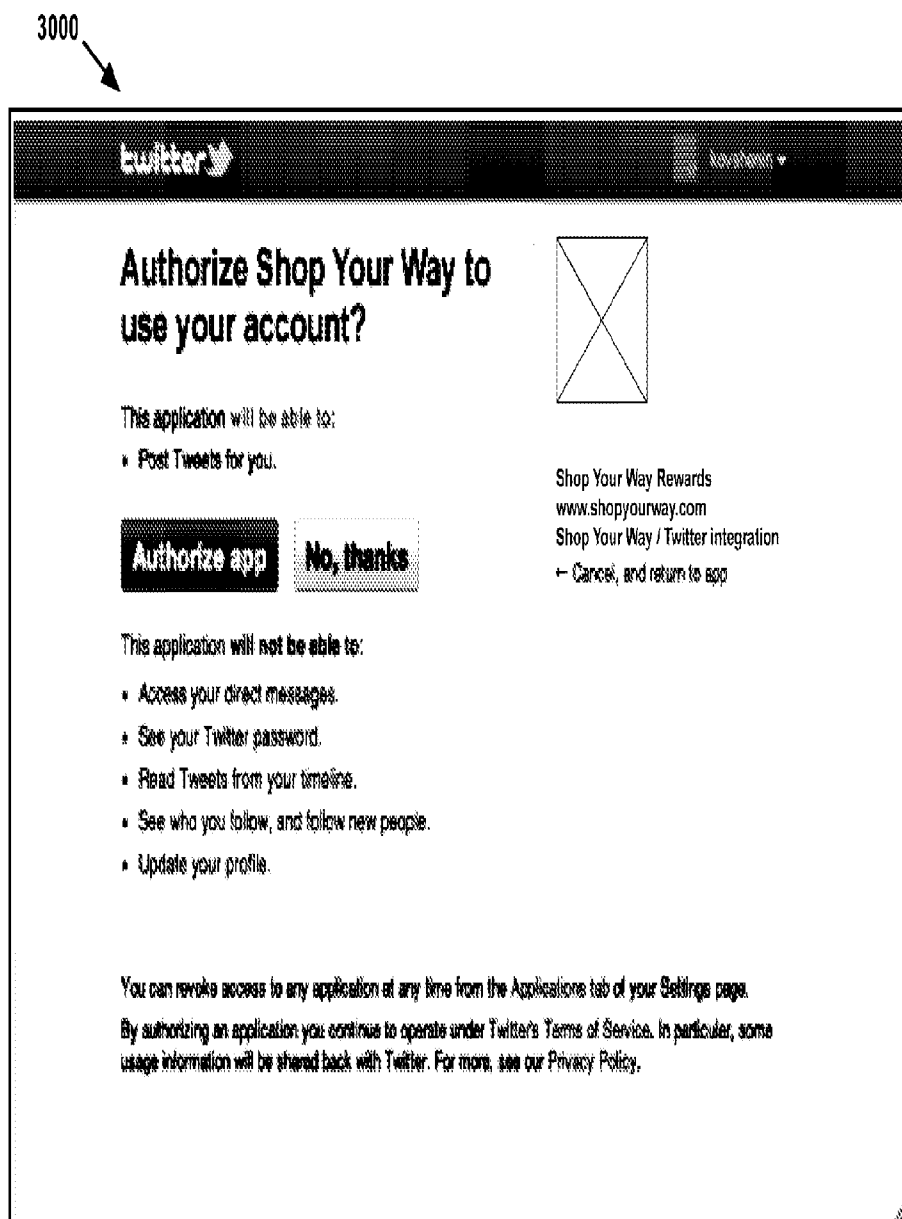 3000
twitter
Authorize Shop Your Way to
use your account?
This application will be able to:
• Post Tweets for you.
Authorize app
No, thanks
Shop Your Way Rewards
www.shopyourway.com
Shop Your Way / Twitter integration
← Cancel, and return to app
This application will not be able to:
• Access your direct messages.
• See your Twitter password.
• Read Tweets from your timeline.
• See who you follow, and follow new people.
• Update your profile.
You can revoke access to any application at any time from the Applications tab of your Settings page.
By authorizing an application you continue to operate under Twitter's Terms of Service. In particular, some
usage information will be shared back with Twitter. For more, see our Privacy Policy.